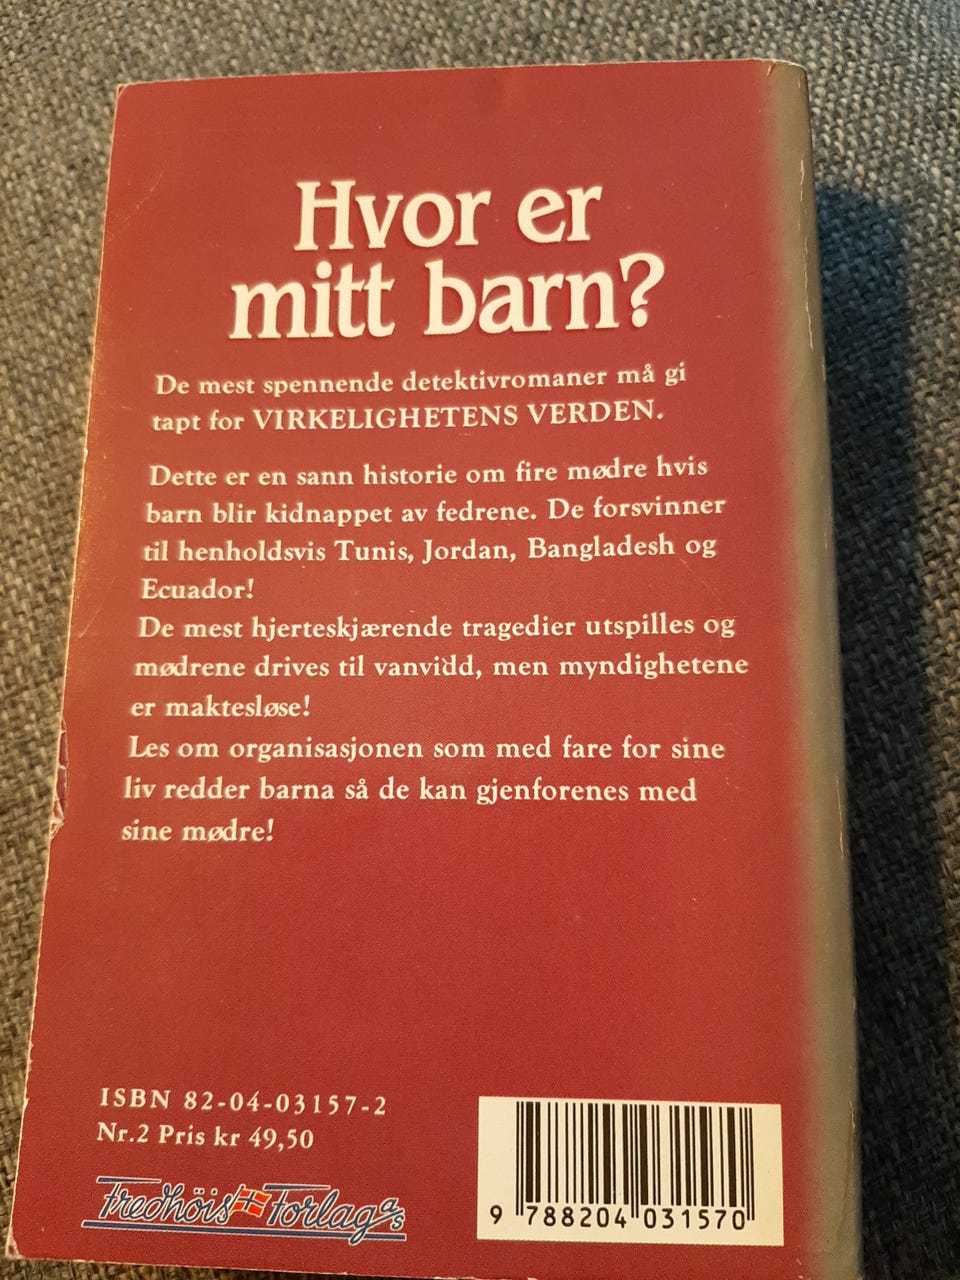 Hvor er
mitt barn?
De mest spennende detektivromaner må gi
tapt for VIRKELIGHETENS VERDEN.
Dette er en sann historie om fire mødre hvis
barn blir kidnappet av fedrene. De forsvinner
til henholdsvis Tunis, Jordan, Bangladesh og
Ecuador!
De mest hjerteskjærende tragedier utspilles og
mødrene drives til vanvidd, men myndighetene
er maktesløse!
Les om organisasjonen som med fare for sine
liv redder barna så de kan gjenforenes med
sine mødre!
ISBN 82-04-03157-2
Nr.2 Pris kr 49,50
Fredhöis Forlag a/s
9 788204 031570